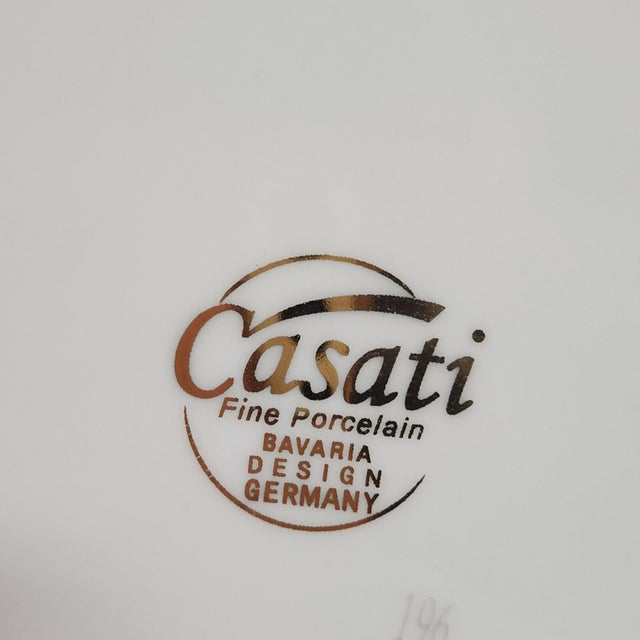 Casati
Fine Porcelain
BAVARIA
DESIGN
GERMANY
196